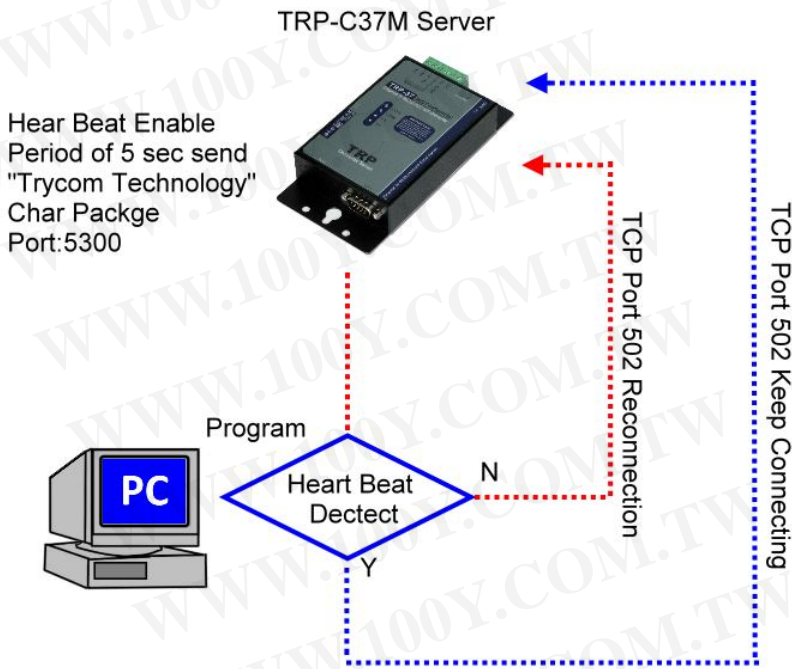 TRP-C37M Server
Hear Beat Enable
Period of 5 sec send
"Trycom Technology"
Char Packge
Port:5300
TRP
TCP Port 502 Reconnection
TCP Port 502 Keep Connecting
Program
PC
Heart Beat
Dectect
N
Y
WWW.100Y.COM.TW